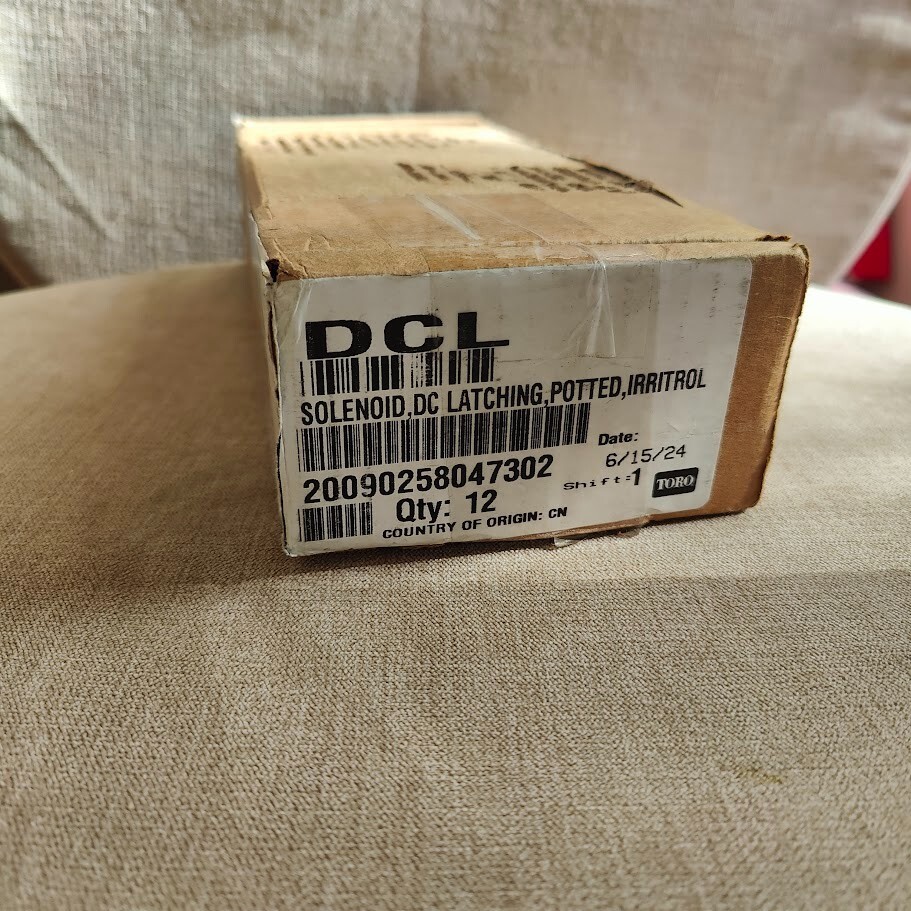 DCL
SOLENOID,DC LATCHING,POTTED,IRRITROL
Date:
6/15/24
20090258047302
Shift:1
TORO
Qty: 12
COUNTRY OF ORIGIN: CN